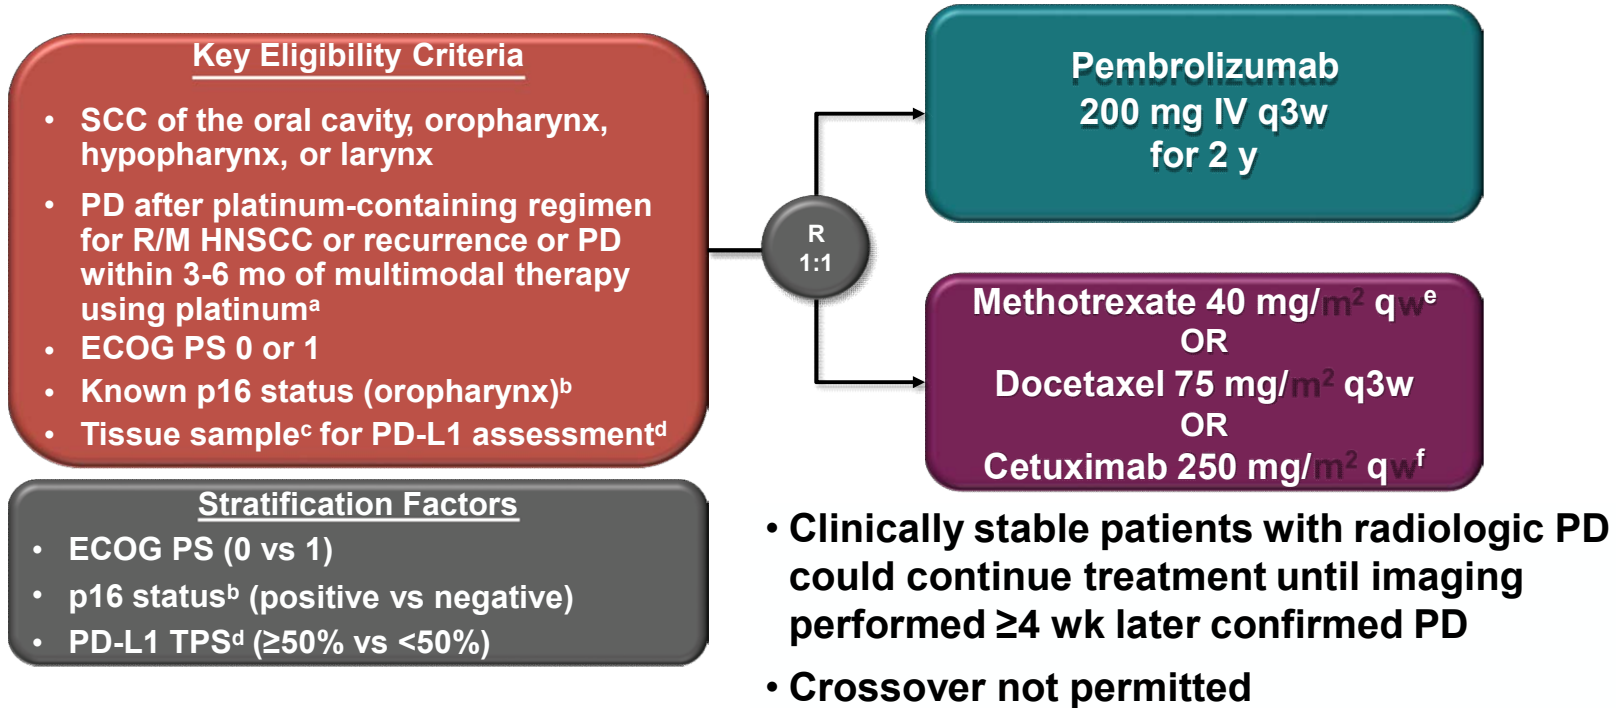 Key Eligibility Criteria
• SCC of the oral cavity, oropharynx,
hypopharynx, or larynx
• PD after platinum-containing regimen
for R/M HNSCC or recurrence or PD
within 3-6 mo of multimodal therapy
using platinumᵃ
• ECOG PS 0 or 1
• Known p16 status (oropharynx)ᵇ
• Tissue sampleᶜ for PD-L1 assessmentᵈ
Stratification Factors
• ECOG PS (0 vs 1)
• p16 statusᵇ (positive vs negative)
• PD-L1 TPSᵈ (≥50% vs <50%)
R
1:1
Pembrolizumab
200 mg IV q3w
for 2 y
Methotrexate 40 mg/m² qwᵉ
OR
Docetaxel 75 mg/m² q3w
OR
Cetuximab 250 mg/m² qwᶠ
• Clinically stable patients with radiologic PD
could continue treatment until imaging
performed ≥4 wk later confirmed PD
• Crossover not permitted